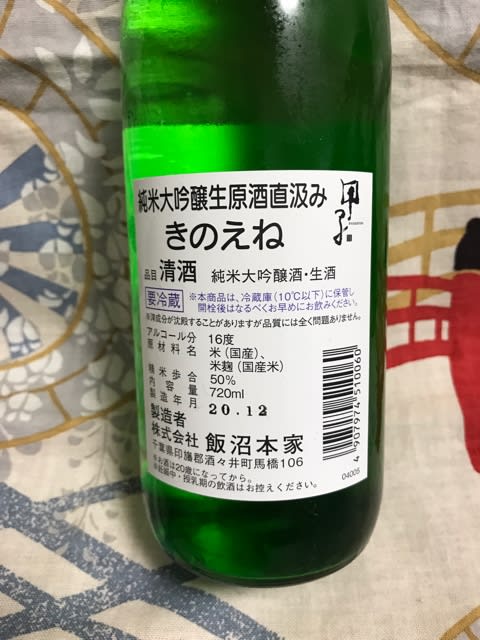 純米大吟醸生原酒直汲み
甲子
きのえね
品目 清酒 純米大吟醸酒・生酒
要冷蔵 ※本商品は、冷蔵庫(10℃以下)に保管し
開栓後はなるべくお早めにお飲みください。
※滓成分が沈殿することがありますが品質には全く問題ありません。
アルコール分 16度
原材料名 米(国産)、
米麹(国産米)
精米歩合 50%
内容量 720ml
製造年月 20.12
製造者
株式会社 飯沼本家
千葉県印旛郡酒々井町馬橋106
※お酒は20歳になってから。
※妊娠中・授乳期の飲酒はお控えください。
4 907974 510060
04005